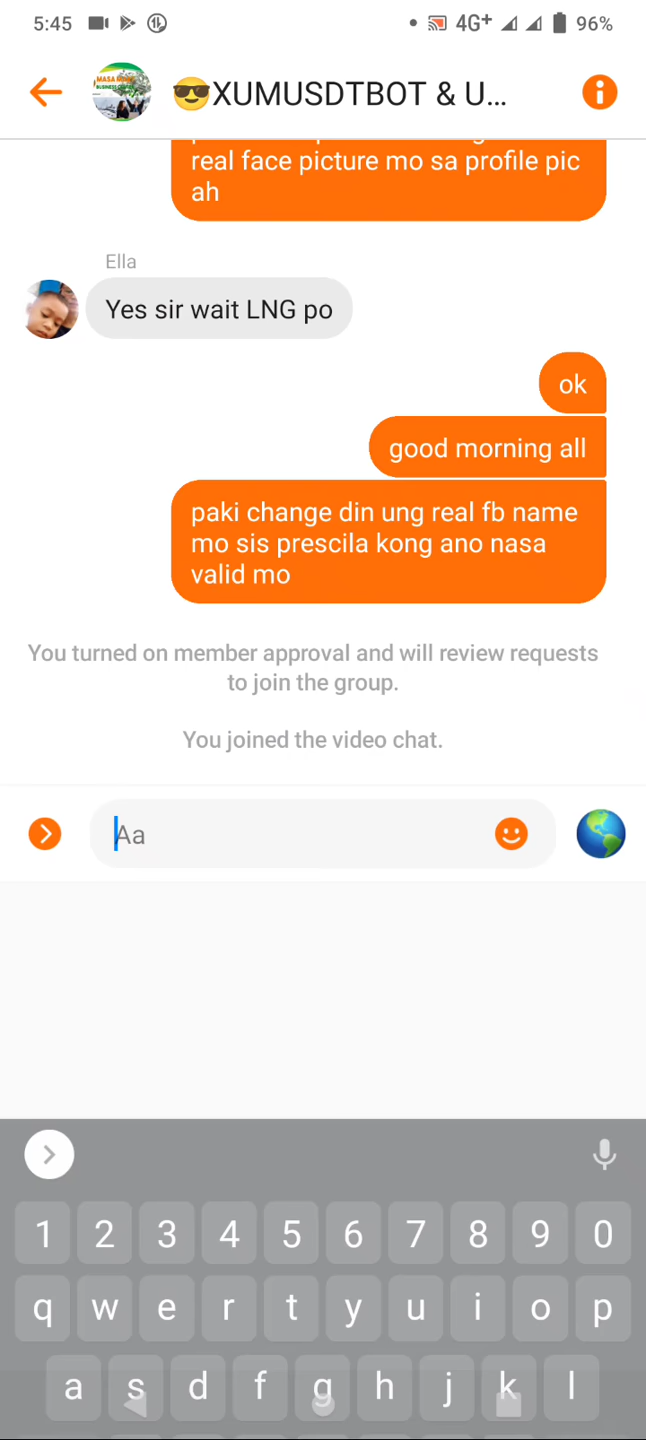 5:45
4G+
96%
😎XUMUSDTBOT & U...
real face picture mo sa profile pic
ah
Ella
Yes sir wait LNG po
ok
good morning all
paki change din ung real fb name
mo sis prescila kong ano nasa
valid mo
You turned on member approval and will review requests
to join the group.
You joined the video chat.
Aa
1 2 3 4 5 6 7 8 9 0
q w e r t y u i o p
a s d f g h j k l